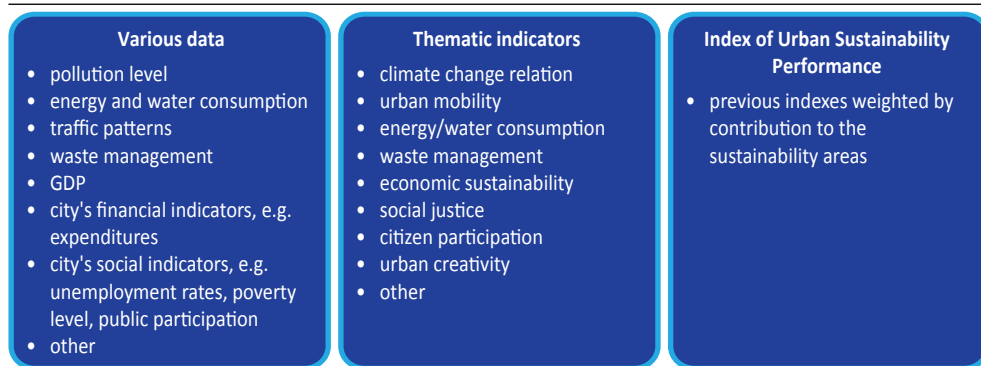 Various data
• pollution level
• energy and water consumption
• traffic patterns
• waste management
• GDP
• city's financial indicators, e.g.
expenditures
• city's social indicators, e.g.
unemployment rates, poverty
level, public participation
• other
Thematic indicators
• climate change relation
• urban mobility
• energy/water consumption
• waste management
• economic sustainability
• social justice
• citizen participation
• urban creativity
• other
Index of Urban Sustainability
Performance
• previous indexes weighted by
contribution to the
sustainability areas